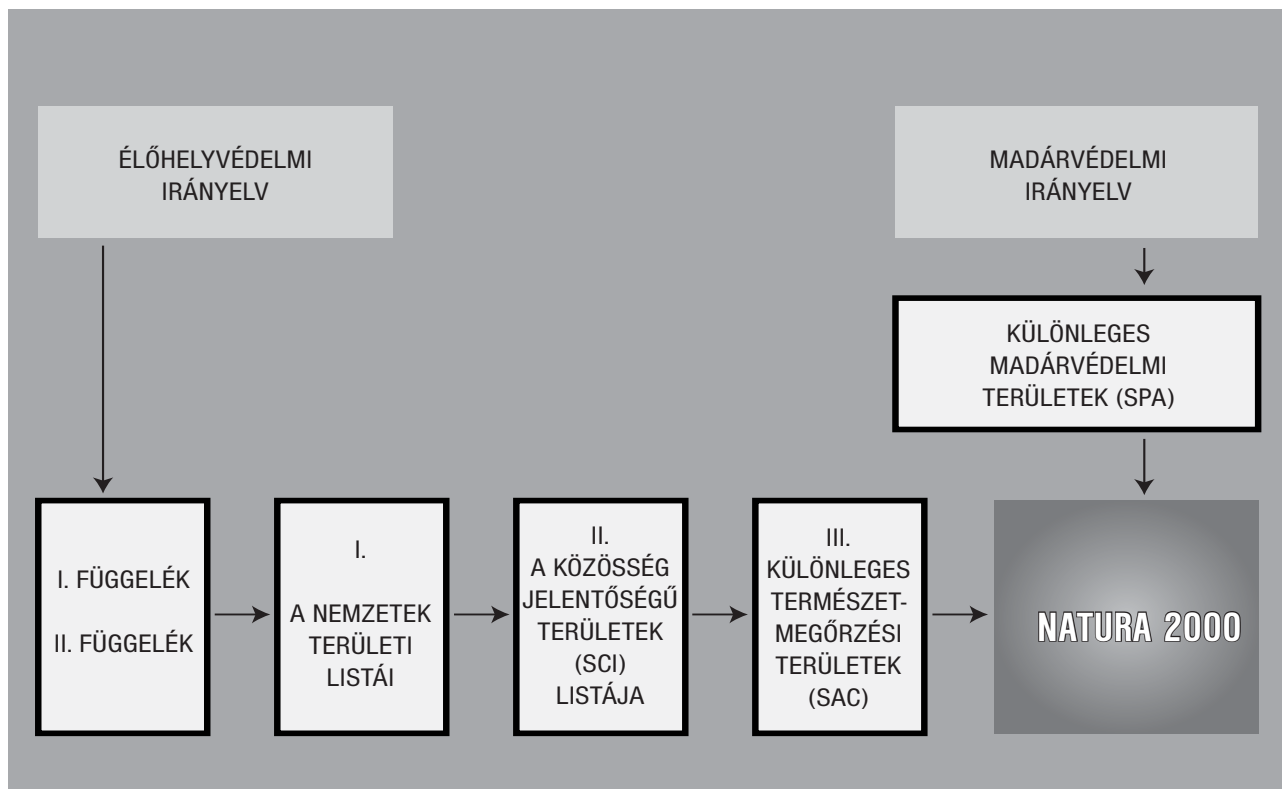 ÉLŐHELYVÉDELMI
IRÁNYELV
MADÁRVÉDELMI
IRÁNYELV
KÜLÖNLEGES
MADÁRVÉDELMI
TERÜLETEK (SPA)
I. FÜGGELÉK
II. FÜGGELÉK
I.
A NEMZETEK
TERÜLETI
LISTÁI
II.
A KÖZÖSSÉG
JELENTŐSÉGŰ
TERÜLETEK
(SCI)
LISTÁJA
III.
KÜLÖNLEGES
TERMÉSZET-
MEGŐRZÉSI
TERÜLETEK
(SAC)
NATURA 2000